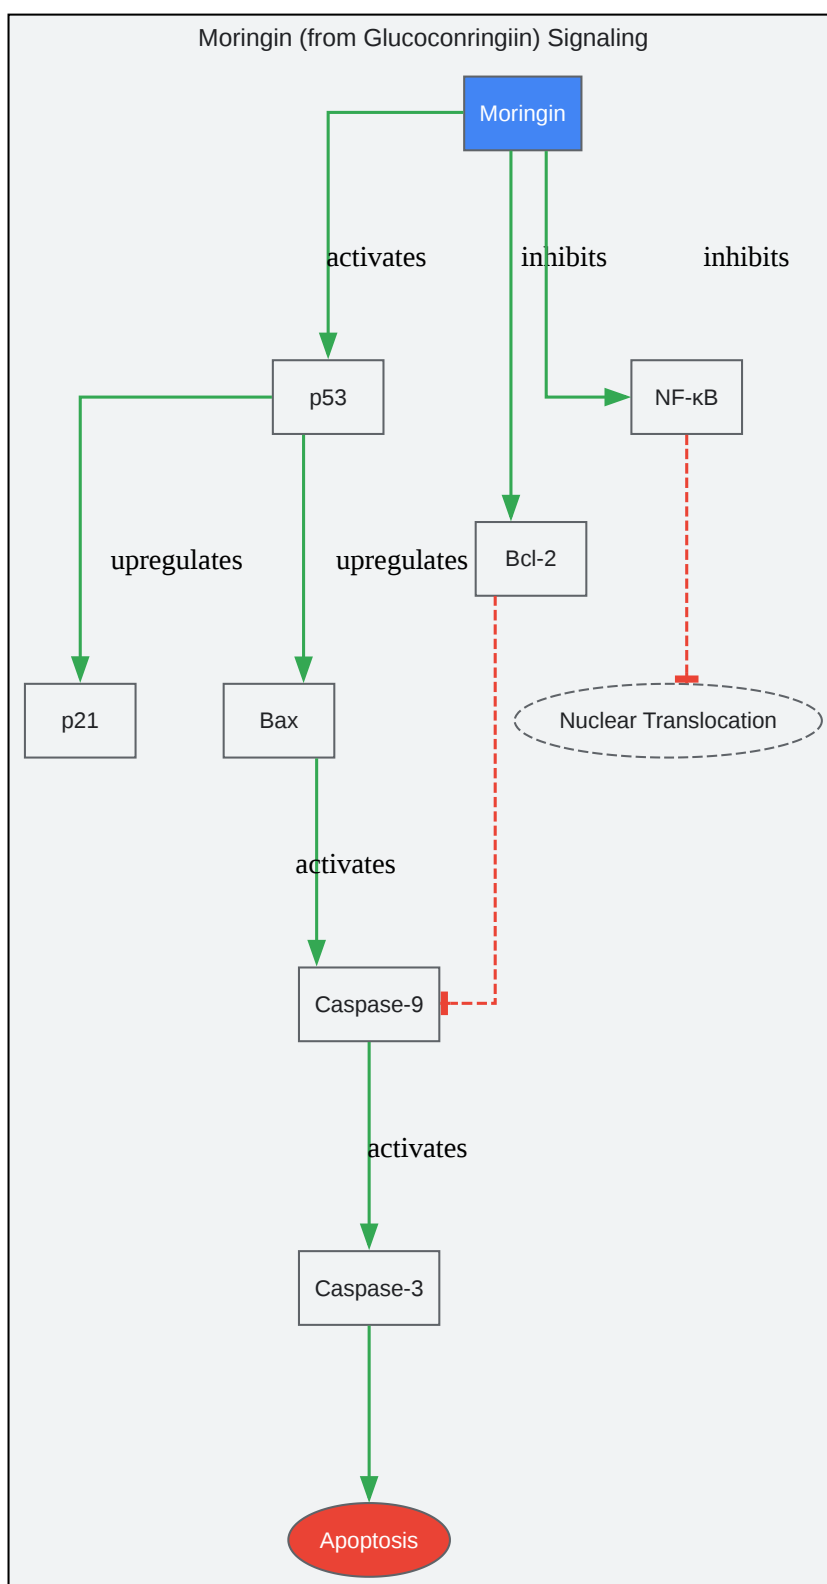 Moringin (from Glucoconringiin) Signaling
Moringin
activates
inhibits
inhibits
p53
NF-κB
Bcl-2
upregulates
upregulates
p21
Bax
Nuclear Translocation
activates
Caspase-9
activates
Caspase-3
Apoptosis